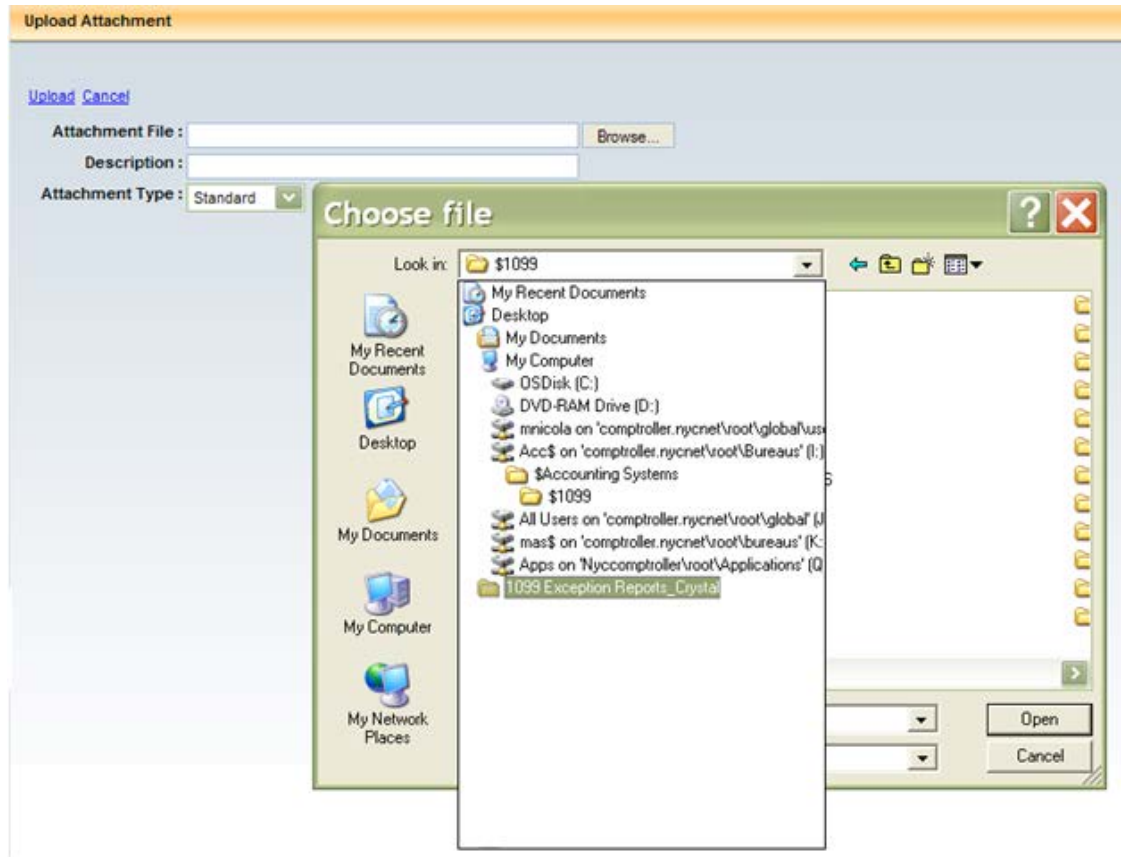 Upload Attachment
Upload Cancel
Attachment File :
Browse...
Description :
Attachment Type : Standard
Choose file
Look in: $1099
My Recent Documents
Desktop
My Documents
My Computer
OSDisk (C:)
DVD-RAM Drive (D:)
mnicola on 'comptroller.nycnet\root\global\use
Acc$ on 'comptroller.nycnet\root\Bureaus' (I:)
$Accounting Systems
$1099
All Users on 'comptroller.nycnet\root\global' (J
mas$ on 'comptroller.nycnet\root\bureaus' (K:
Apps on 'Nyccomptroller\root\Applications' (Q
1099 Exception Reports_Crystal
My Recent
Documents
Desktop
My Documents
My Computer
My Network
Places
Open
Cancel